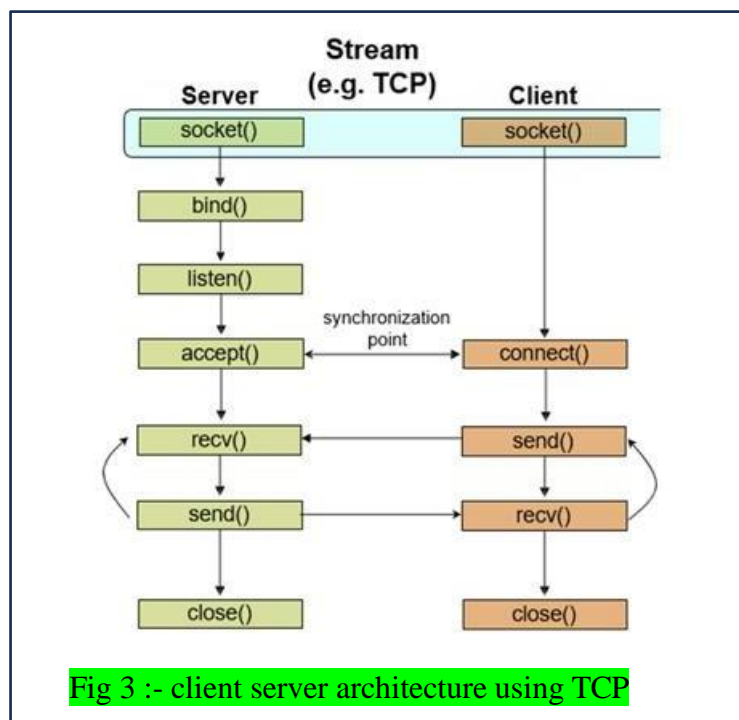 Stream
(e.g. TCP)
Server
Client
socket()
socket()
bind()
listen()
synchronization
point
accept()
connect()
recv()
send()
send()
recv()
close()
close()
Fig 3 :- client server architecture using TCP